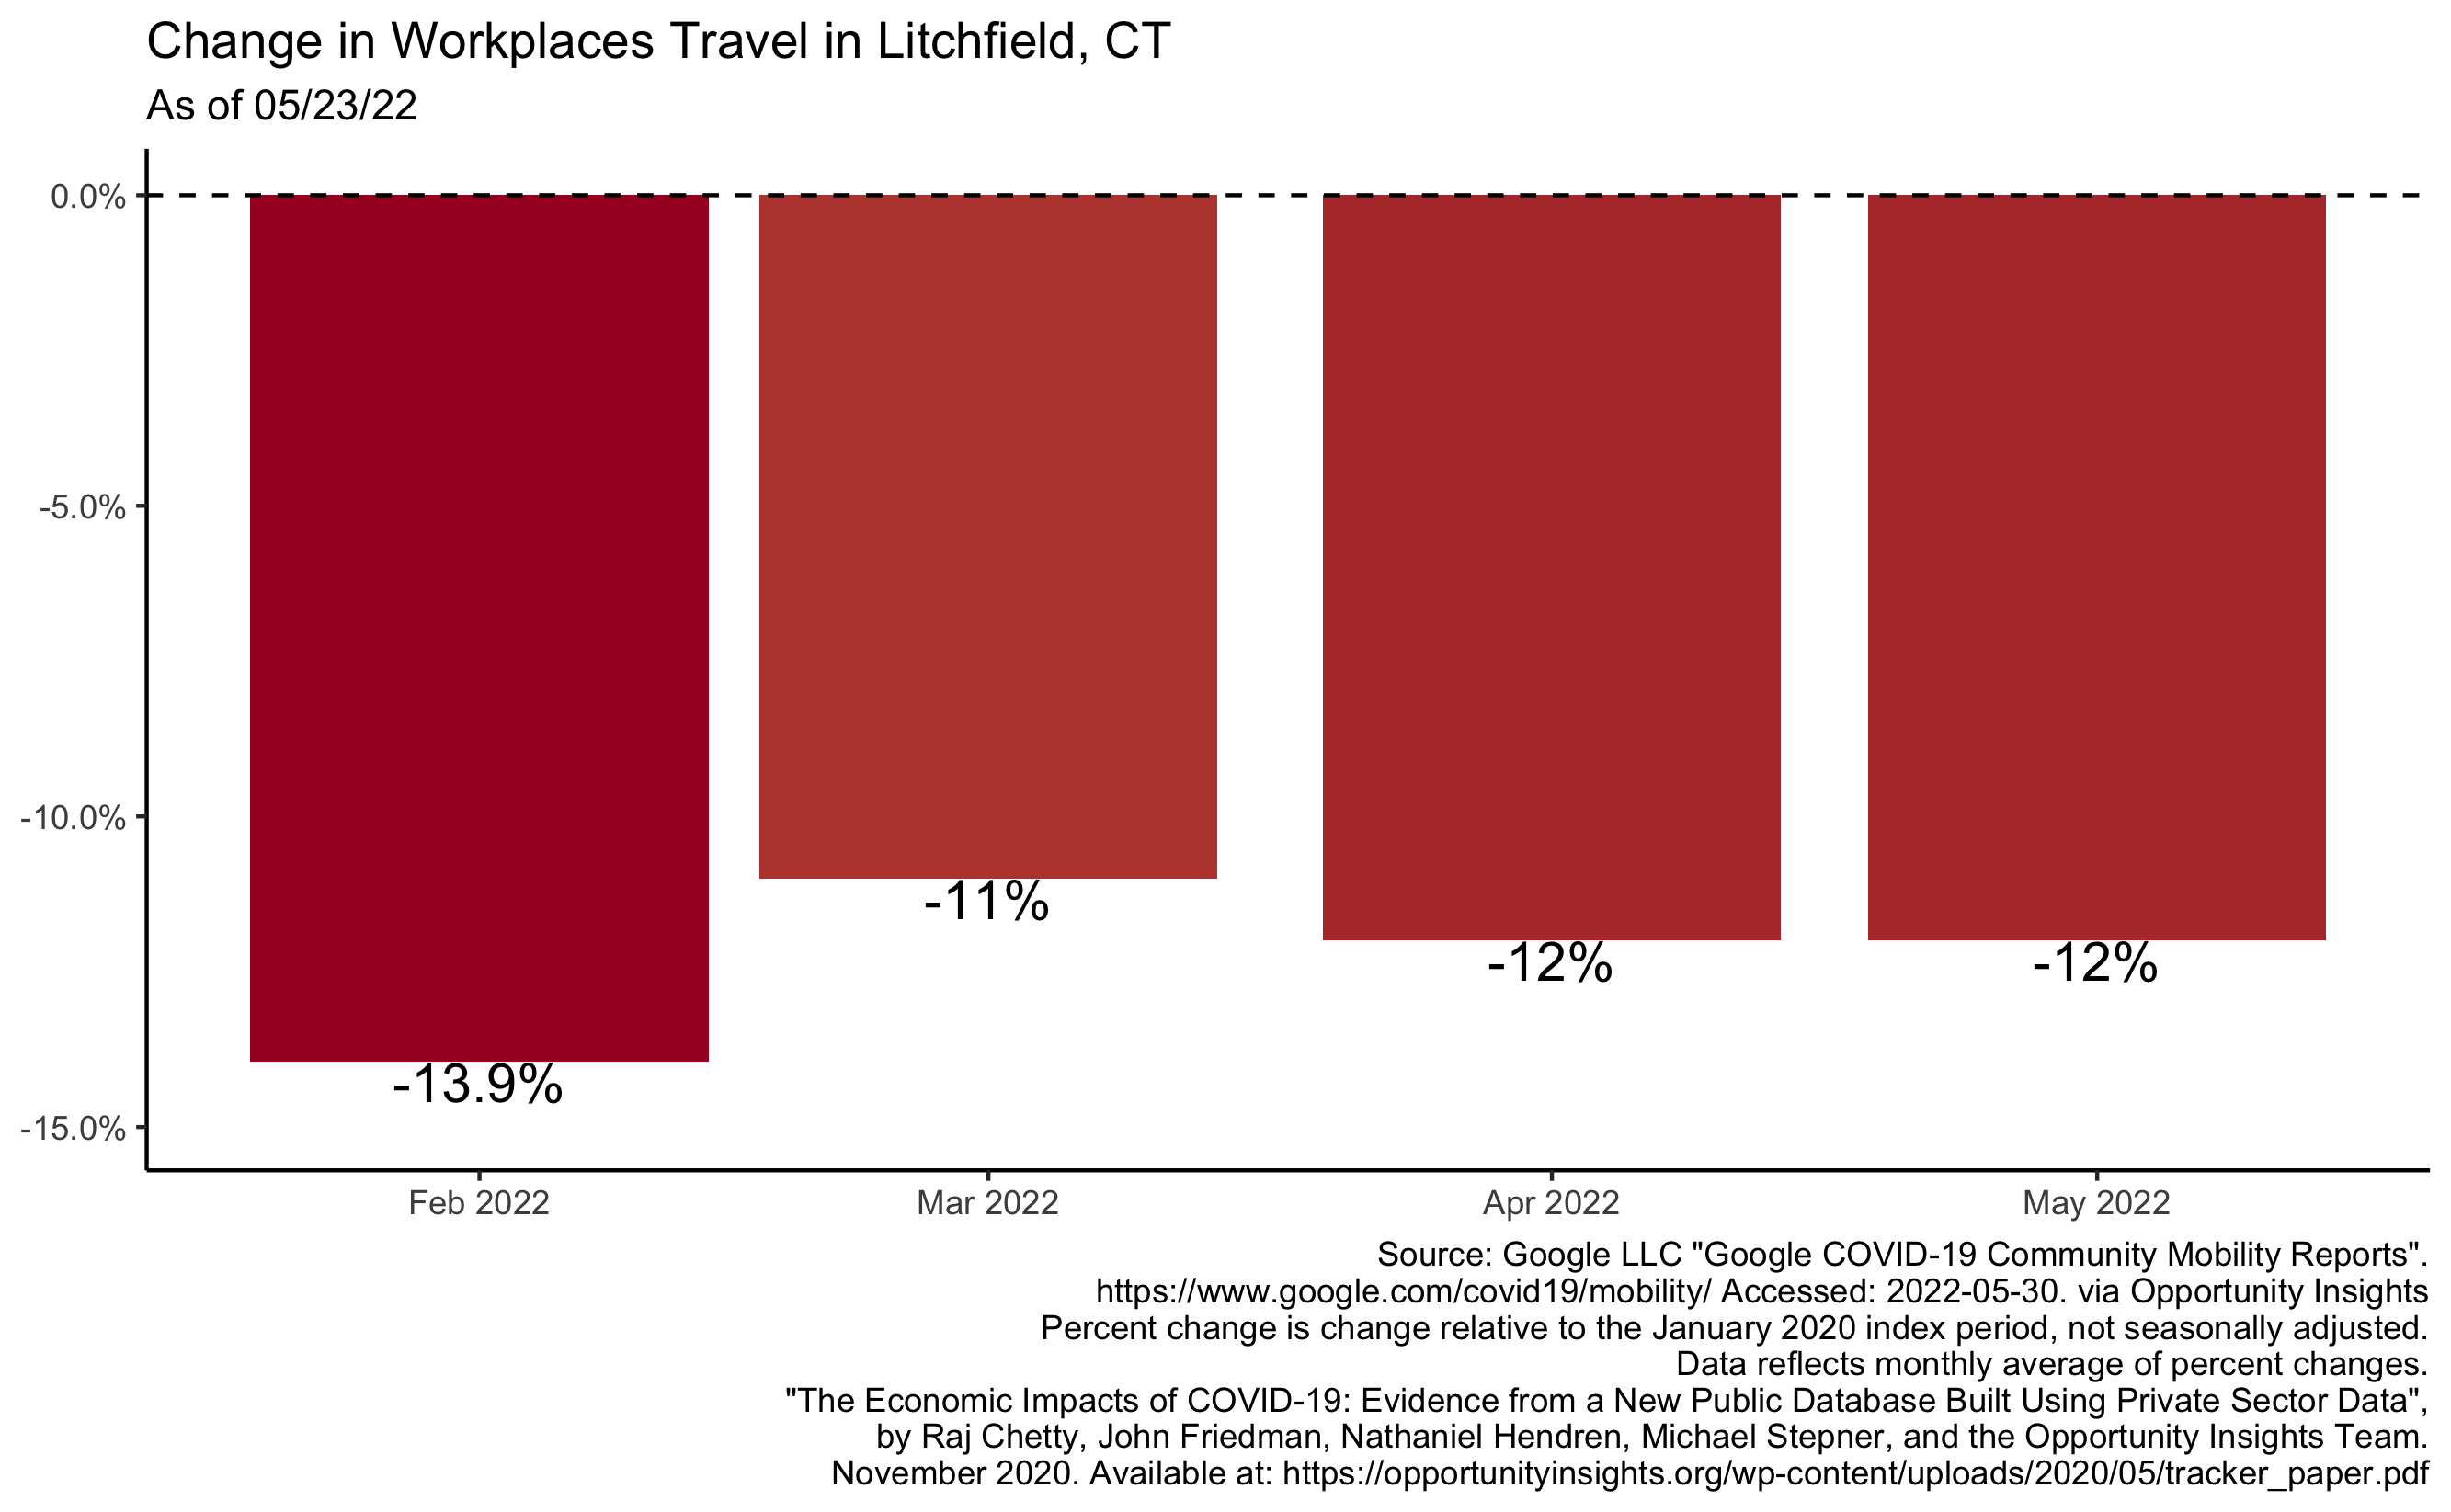 Change in Workplaces Travel in Litchfield, CT
As of 05/23/22
0.0%
-5.0%
-10.0%
-15.0%
-13.9%
-11%
-12%
-12%
Feb 2022
Mar 2022
Apr 2022
May 2022
Source: Google LLC "Google COVID-19 Community Mobility Reports".
https://www.google.com/covid19/mobility/ Accessed: 2022-05-30. via Opportunity Insights
Percent change is change relative to the January 2020 index period, not seasonally adjusted.
Data reflects monthly average of percent changes.
"The Economic Impacts of COVID-19: Evidence from a New Public Database Built Using Private Sector Data",
by Raj Chetty, John Friedman, Nathaniel Hendren, Michael Stepner, and the Opportunity Insights Team.
November 2020. Available at: https://opportunityinsights.org/wp-content/uploads/2020/05/tracker_paper.pdf